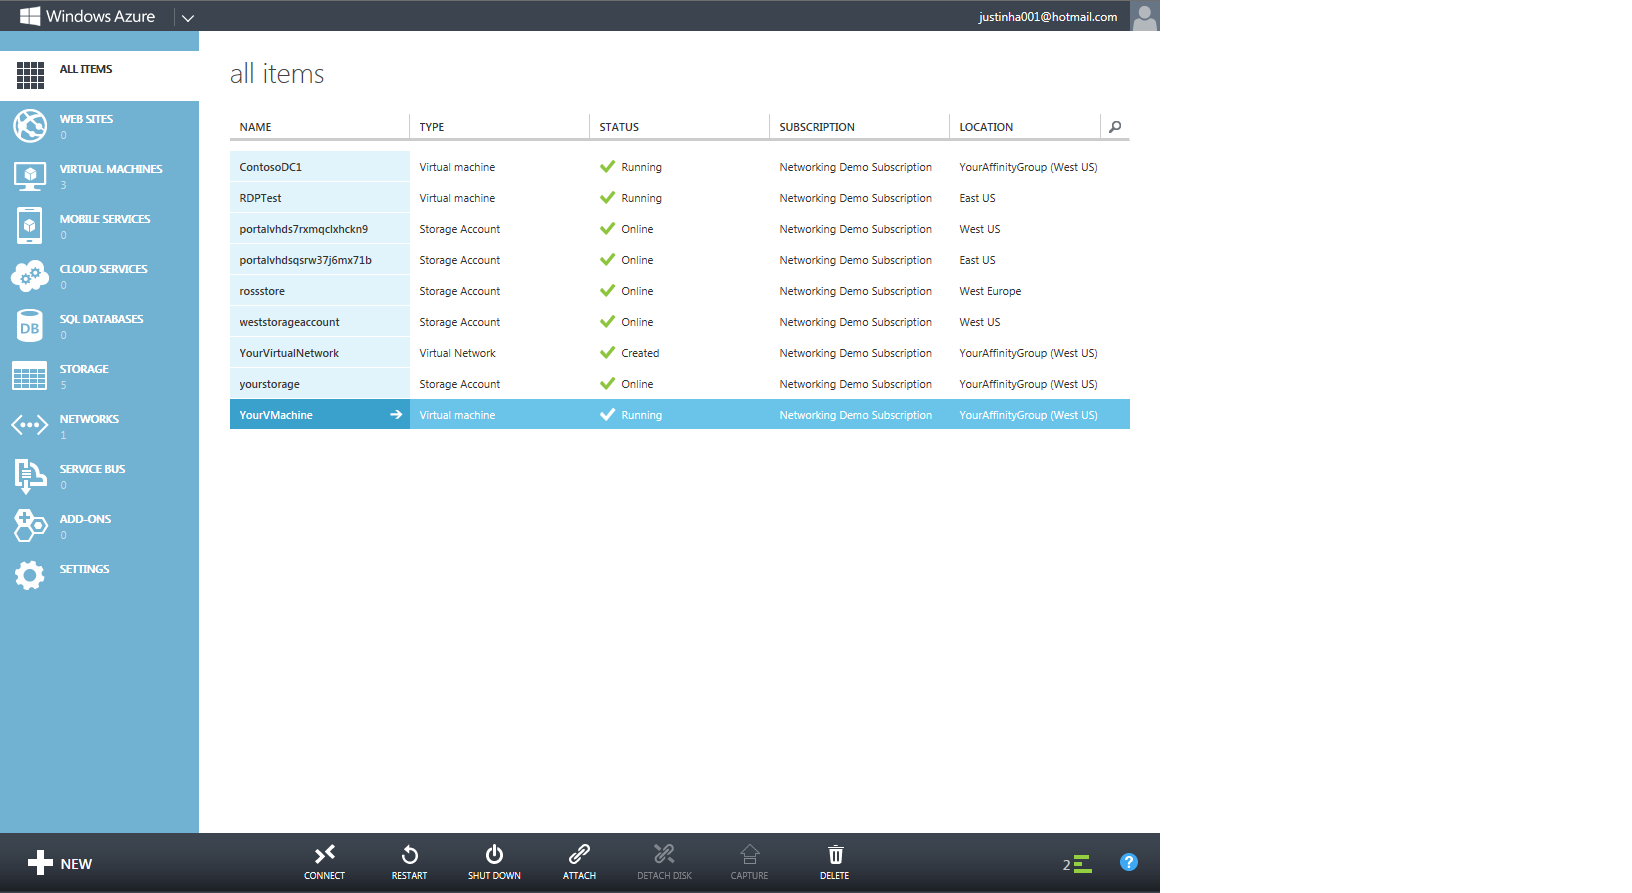 Windows Azure
justinha001@hotmail.com
ALL ITEMS
WEB SITES
0
VIRTUAL MACHINES
3
MOBILE SERVICES
0
CLOUD SERVICES
0
SQL DATABASES
0
DB
STORAGE
5
NETWORKS
1
SERVICE BUS
0
ADD-ONS
0
SETTINGS
all items
NAME TYPE STATUS SUBSCRIPTION LOCATION
ContosoDC1 Virtual machine Running Networking Demo Subscription YourAffinityGroup (West US)
RDPTest Virtual machine Running Networking Demo Subscription East US
portalvhds7rxmqclxhckn9 Storage Account Online Networking Demo Subscription West US
portalvhdsqsrw37j6mx71b Storage Account Online Networking Demo Subscription East US
rossstore Storage Account Online Networking Demo Subscription West Europe
weststorageaccount Storage Account Online Networking Demo Subscription West US
YourVirtualNetwork Virtual Network Created Networking Demo Subscription YourAffinityGroup (West US)
yourstorage Storage Account Online Networking Demo Subscription YourAffinityGroup (West US)
YourVMachine Virtual machine Running Networking Demo Subscription YourAffinityGroup (West US)
NEW
CONNECT RESTART SHUT DOWN ATTACH DETACH DISK CAPTURE DELETE
2
?